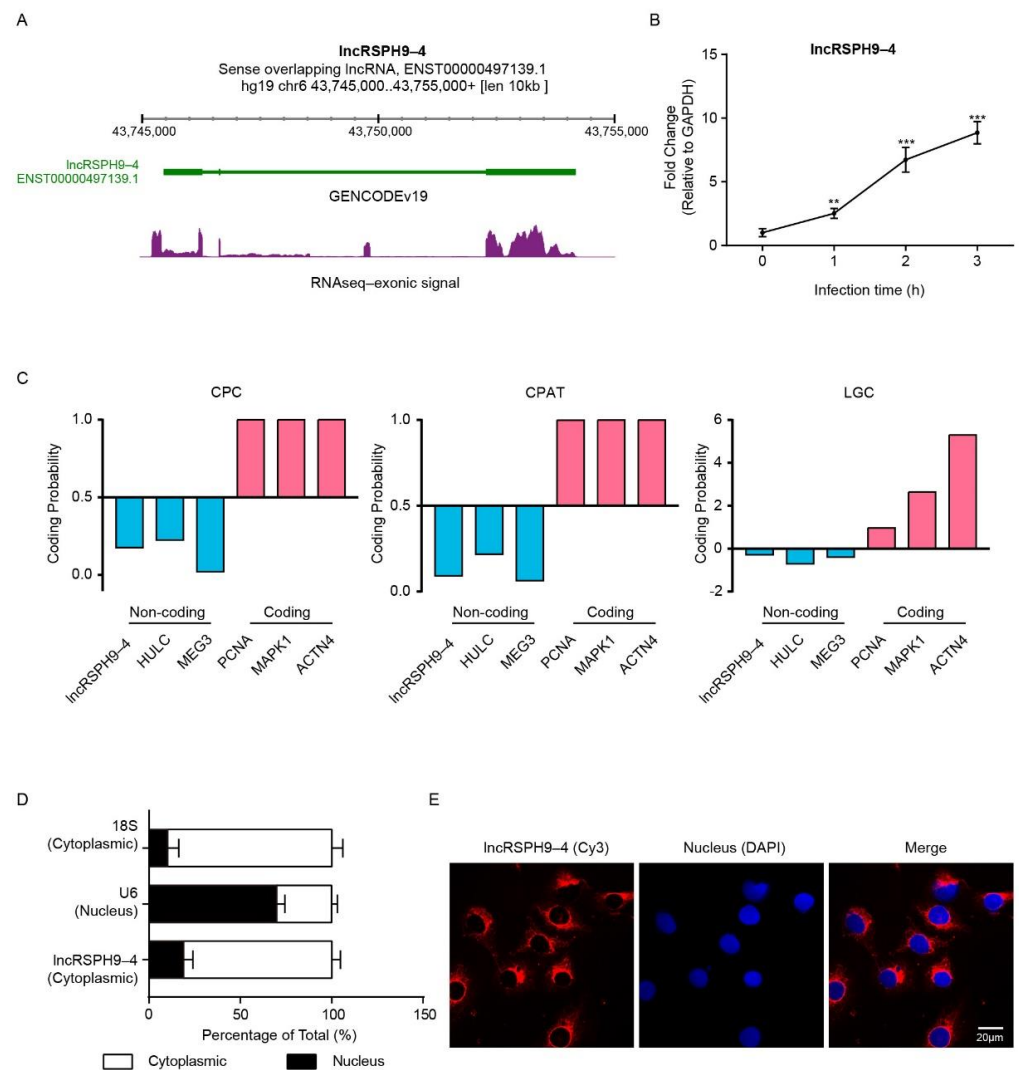 A
lncRSPH9–4
Sense overlapping lncRNA, ENST00000497139.1
hg19 chr6 43,745,000..43,755,000+ [len 10kb ]
43,745,000
43,750,000
43,755,000
lncRSPH9–4
ENST00000497139.1
GENCODEv19
RNAseq–exonic signal
B
lncRSPH9–4
Fold Change
(Relative to GAPDH)
15
10
5
0
**
***
***
0 1 2 3
Infection time (h)
C
CPC
Coding Probability
1.0
0.5
0.0
Non-coding Coding
lncRSPH9–4 HULC MEG3 PCNA MAPK1 ACTN4
CPAT
Coding Probability
1.0
0.5
0.0
Non-coding Coding
lncRSPH9–4 HULC MEG3 PCNA MAPK1 ACTN4
LGC
Coding Probability
6
4
2
0
-2
Non-coding Coding
lncRSPH9–4 HULC MEG3 PCNA MAPK1 ACTN4
D
18S
(Cytoplasmic)
U6
(Nucleus)
lncRSPH9–4
(Cytoplasmic)
0 50 100 150
Percentage of Total (%)
Cytoplasmic Nucleus
E
lncRSPH9–4 (Cy3) Nucleus (DAPI) Merge
20μm